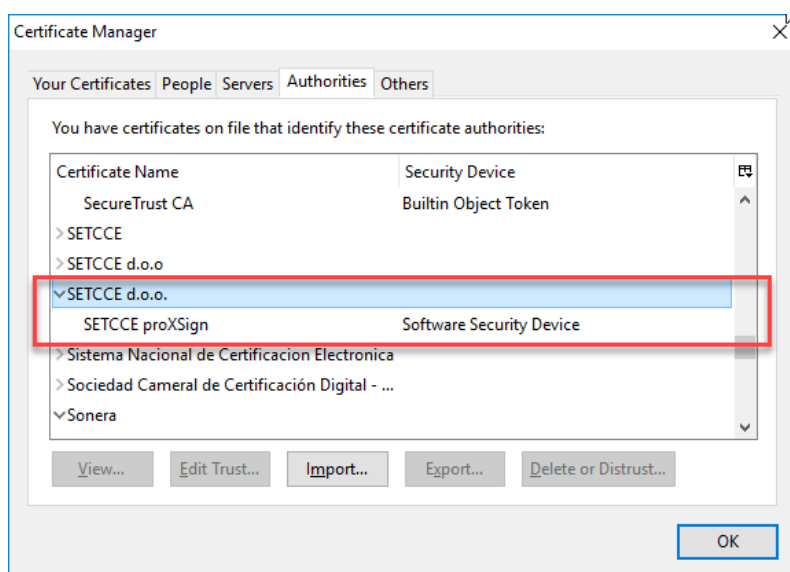 Certificate Manager
Your Certificates People Servers Authorities Others
You have certificates on file that identify these certificate authorities:
Certificate Name Security Device
SecureTrust CA Builtin Object Token
SETCCE
SETCCE d.o.o
SETCCE d.o.o.
SETCCE proXSign Software Security Device
Sistema Nacional de Certificacion Electronica
Sociedad Cameral de Certificación Digital - ...
Sonera
View... Edit Trust... Import... Export... Delete or Distrust...
OK